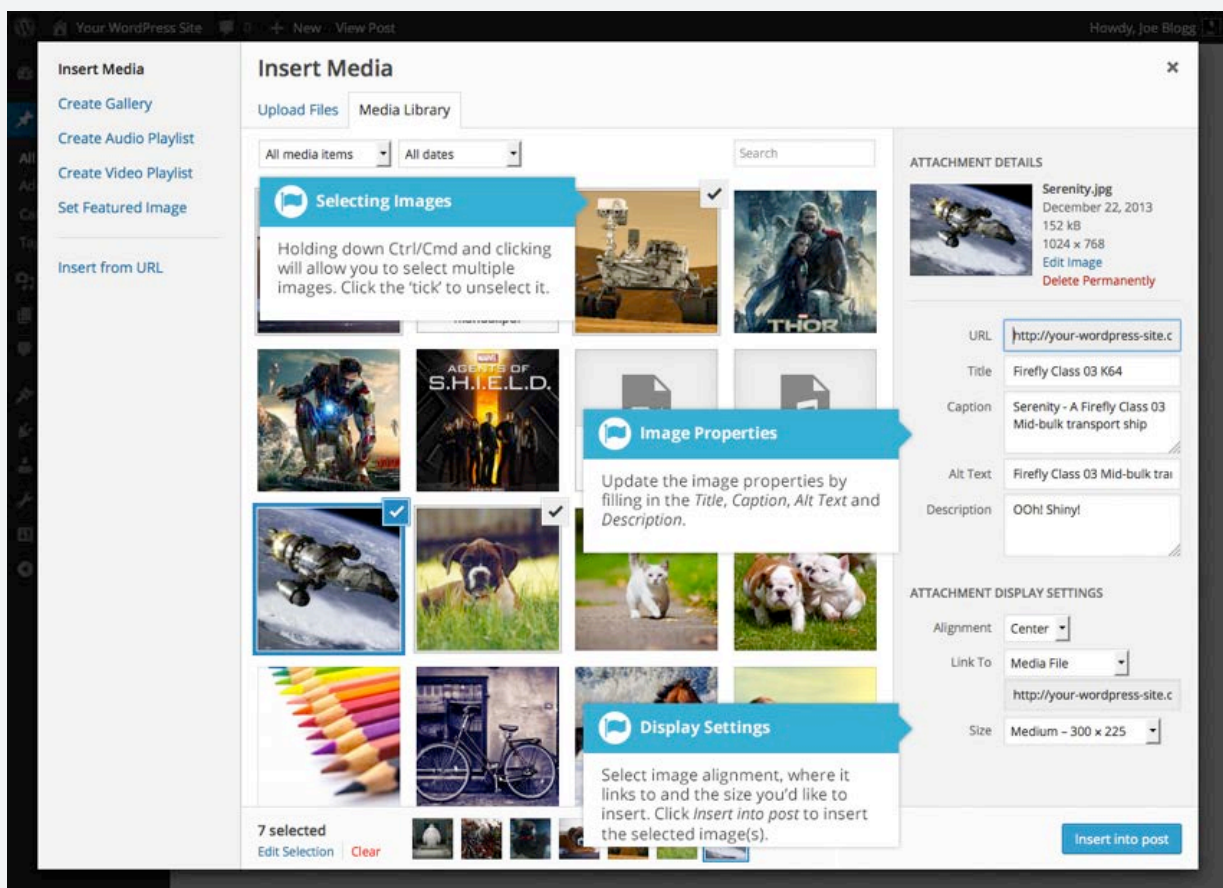 Your WordPress Site
0
New
View Post
Howdy, Joe Blogg
Insert Media
Create Gallery
Create Audio Playlist
Create Video Playlist
Set Featured Image
Insert from URL
Insert Media
×
Upload Files
Media Library
All media items
All dates
Search
Selecting Images
Holding down Ctrl/Cmd and clicking
will allow you to select multiple
images. Click the ‘tick’ to unselect it.
THOR
MARVEL
AGENTS OF
S.H.I.E.L.D.
Image Properties
Update the image properties by
filling in the Title, Caption, Alt Text and
Description.
Display Settings
Select image alignment, where it
links to and the size you’d like to
insert. Click Insert into post to insert
the selected image(s).
7 selected
Edit Selection
Clear
ATTACHMENT DETAILS
Serenity.jpg
December 22, 2013
152 kB
1024 × 768
Edit Image
Delete Permanently
URL
http://your-wordpress-site.c
Title
Firefly Class 03 K64
Caption
Serenity - A Firefly Class 03
Mid-bulk transport ship
Alt Text
Firefly Class 03 Mid-bulk tra
Description
OOh! Shiny!
ATTACHMENT DISPLAY SETTINGS
Alignment
Center
Link To
Media File
http://your-wordpress-site.c
Size
Medium – 300 × 225
Insert into post